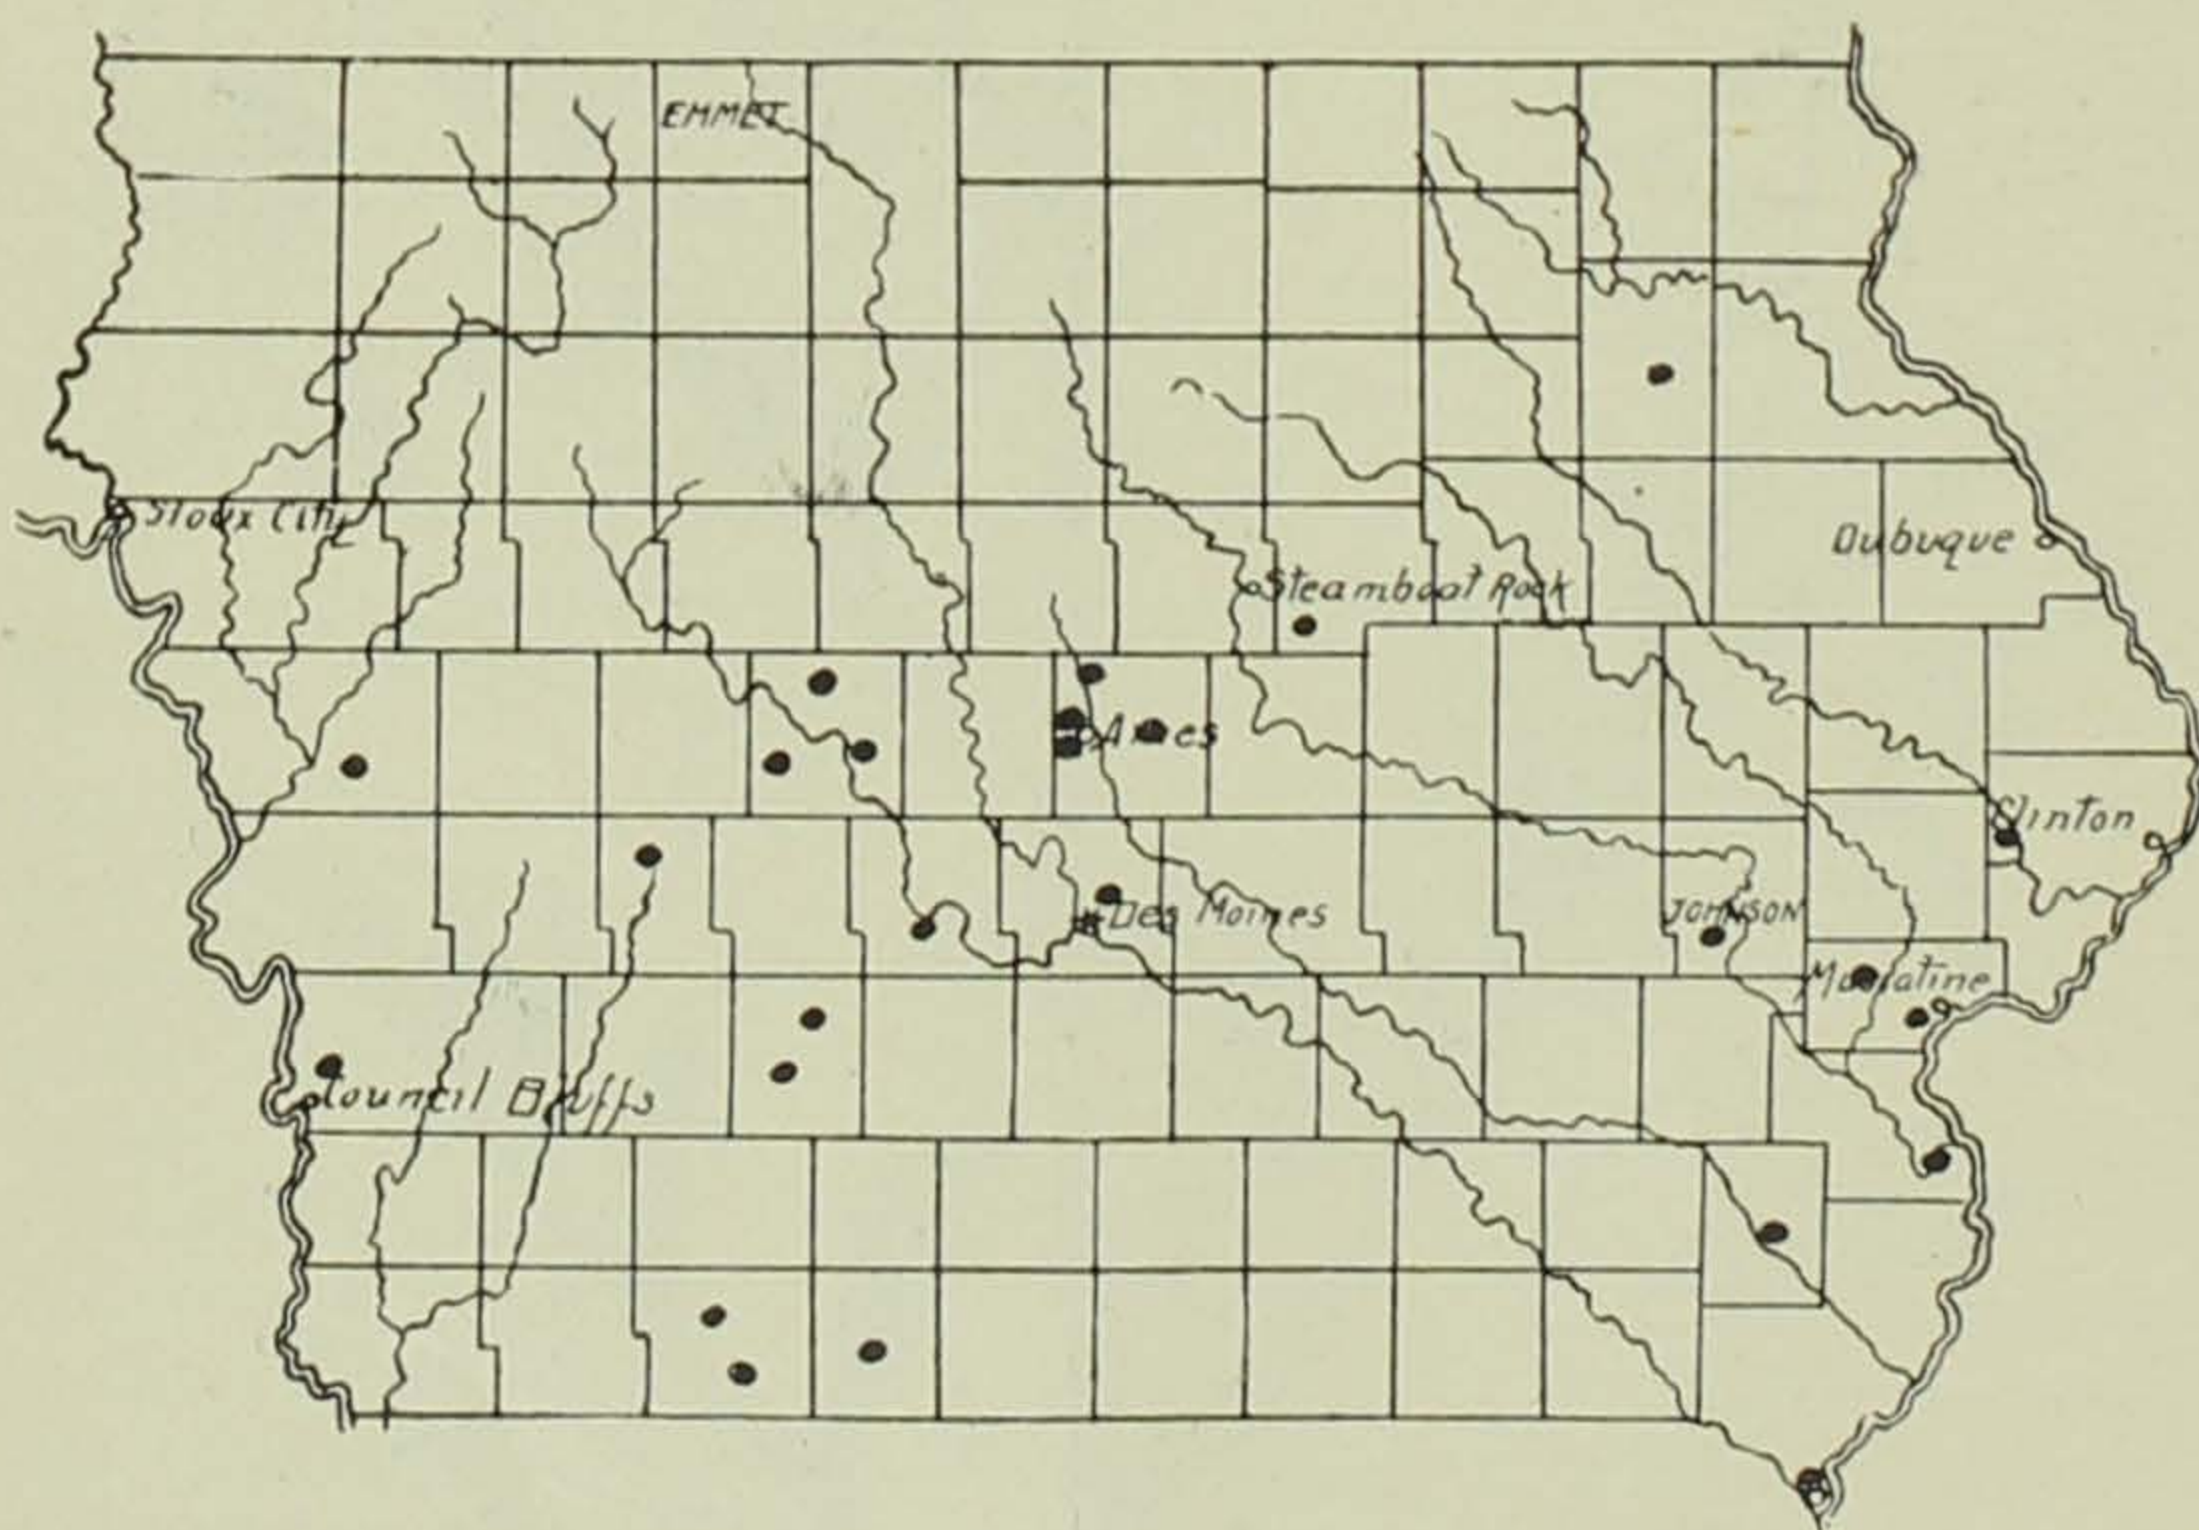 EMMET
Sioux City
Dubuque
Steamboat Rock
Ames
Clinton
Des Moines
JOHNSON
Muscatine
Council Bluffs